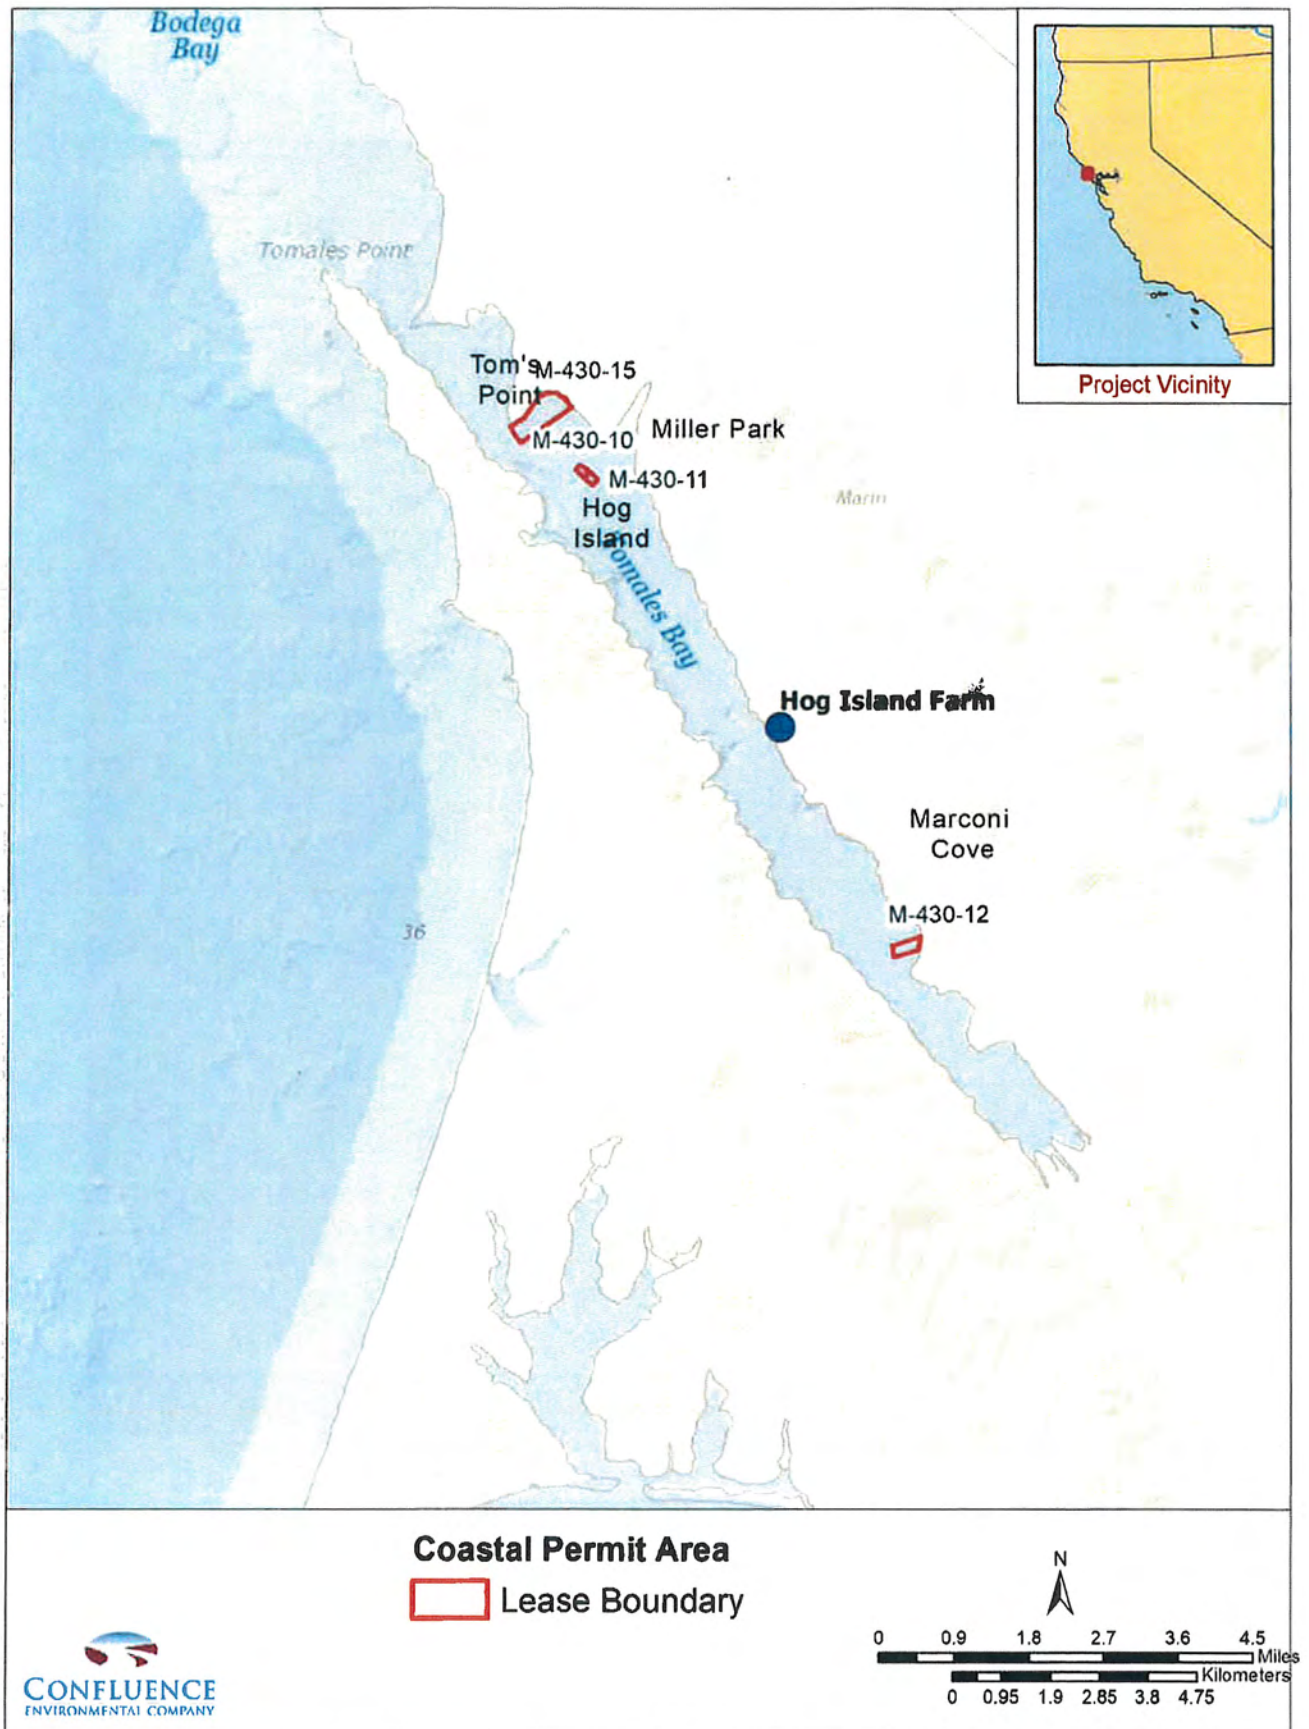 Bodega
Bay
Project Vicinity
Tomales Point
Tom's
Point
M-430-15
M-430-10
Miller Park
M-430-11
Hog
Island
Marin
Tomales Bay
Hog Island Farm
Marconi
Cove
M-430-12
36
Coastal Permit Area
Lease Boundary
N
0 0.9 1.8 2.7 3.6 4.5
Miles
Kilometers
0 0.95 1.9 2.85 3.8 4.75
CONFLUENCE
ENVIRONMENTAL COMPANY